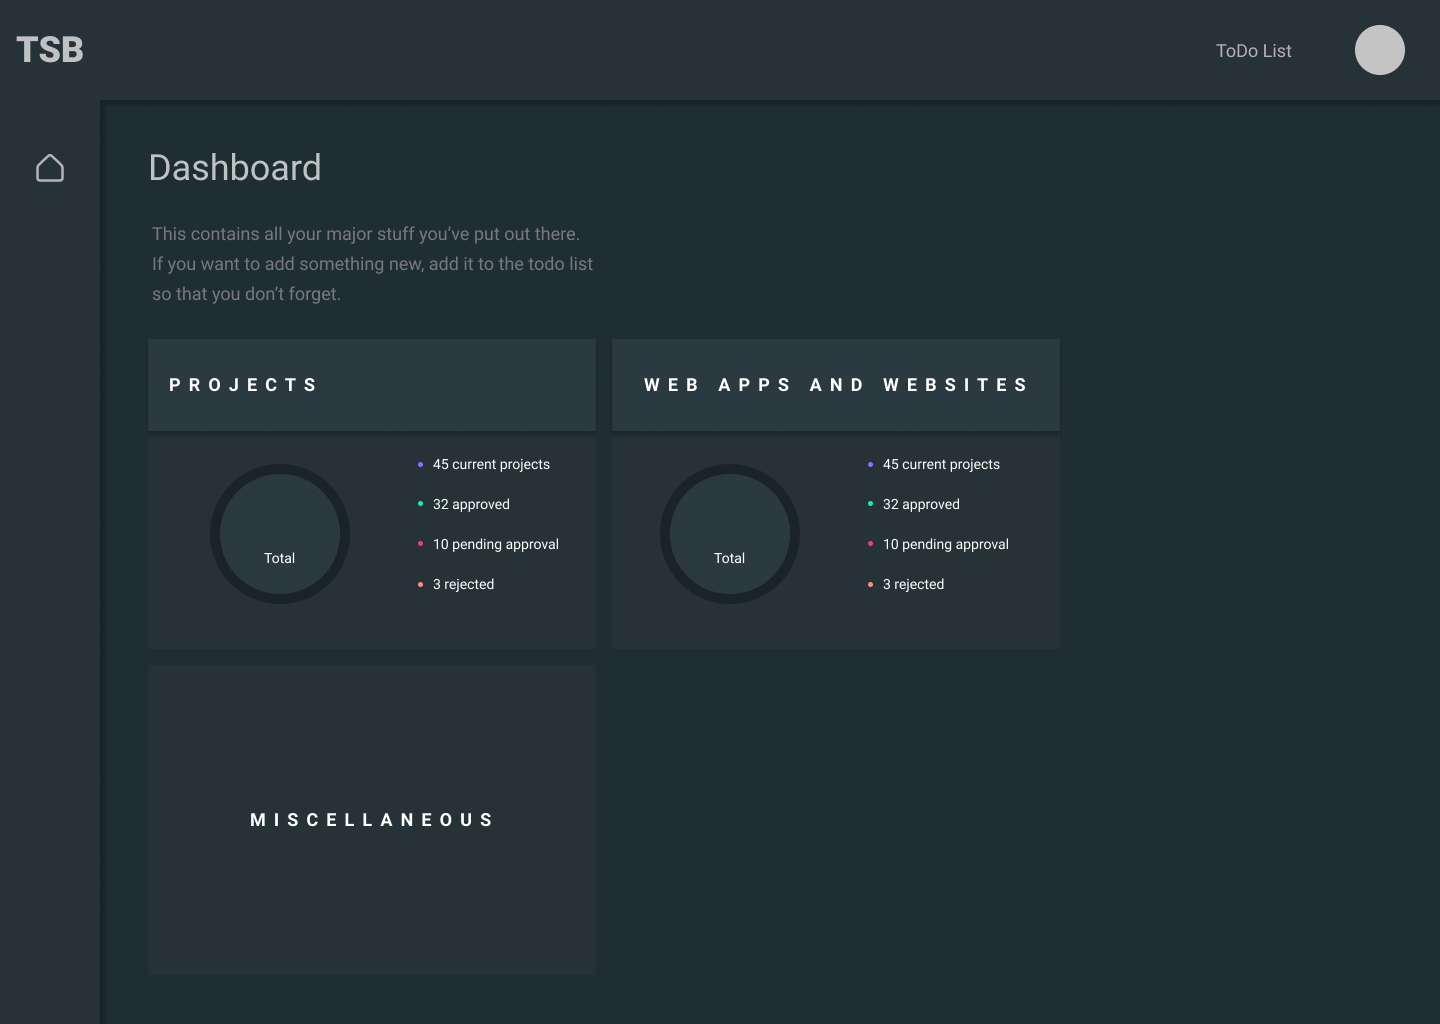 TSB
ToDo List
Dashboard
This contains all your major stuff you’ve put out there.
If you want to add something new, add it to the todo list
so that you don’t forget.
PROJECTS
45 current projects
32 approved
10 pending approval
3 rejected
Total
WEB APPS AND WEBSITES
45 current projects
32 approved
10 pending approval
3 rejected
Total
MISCELLANEOUS